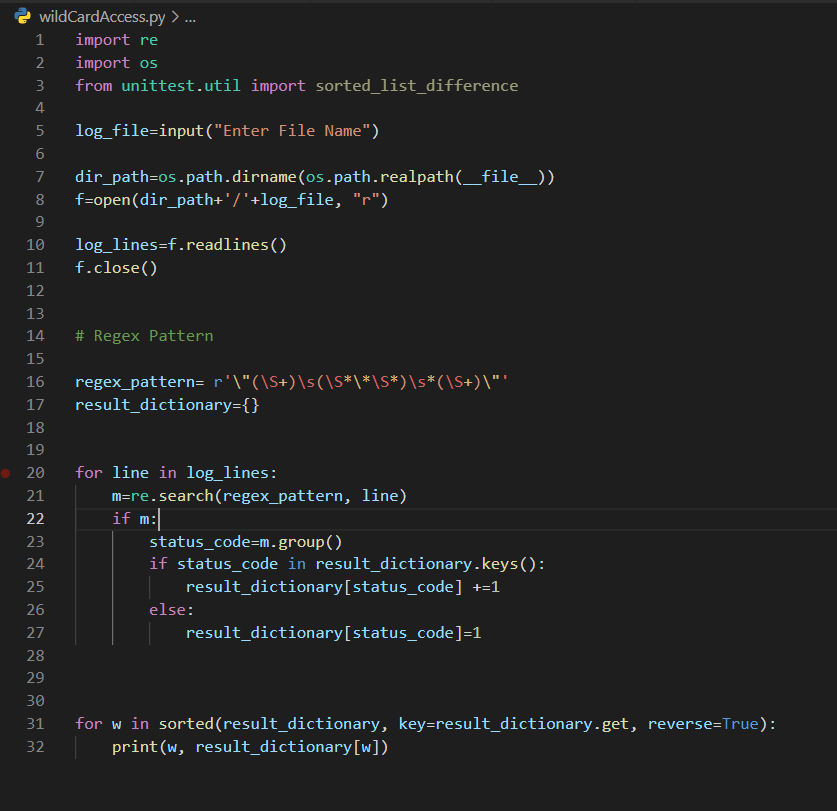 wildCardAccess.py > ...
1 import re
2 import os
3 from unittest.util import sorted_list_difference
4
5 log_file=input("Enter File Name")
6
7 dir_path=os.path.dirname(os.path.realpath(__file__))
8 f=open(dir_path+'/'+log_file, "r")
9
10 log_lines=f.readlines()
11 f.close()
12
13
14 # Regex Pattern
15
16 regex_pattern= r'\"(\S+)\s(\S*\*\S*)\s*(\S+)\"'
17 result_dictionary={}
18
19
20 for line in log_lines:
21     m=re.search(regex_pattern, line)
22     if m:
23         status_code=m.group()
24         if status_code in result_dictionary.keys():
25             result_dictionary[status_code] +=1
26         else:
27             result_dictionary[status_code]=1
28
29
30
31 for w in sorted(result_dictionary, key=result_dictionary.get, reverse=True):
32     print(w, result_dictionary[w])